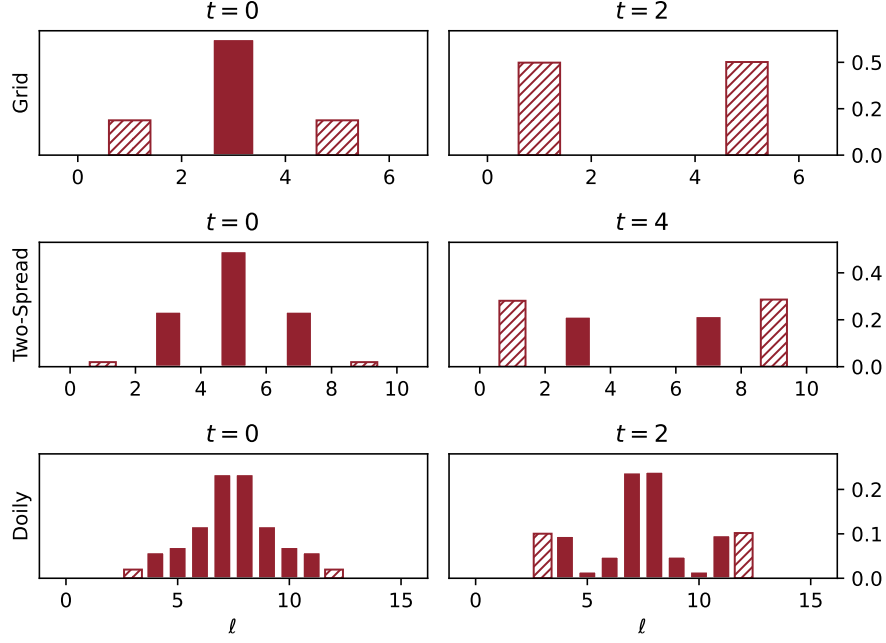 t = 0
t = 2
Grid
0.5
0.2
0.0
0 2 4 6
0 2 4 6
t = 0
t = 4
Two-Spread
0.4
0.2
0.0
0 2 4 6 8 10
0 2 4 6 8 10
t = 0
t = 2
Doily
0.2
0.1
0.0
0 5 10 15
0 5 10 15
ℓ
ℓ